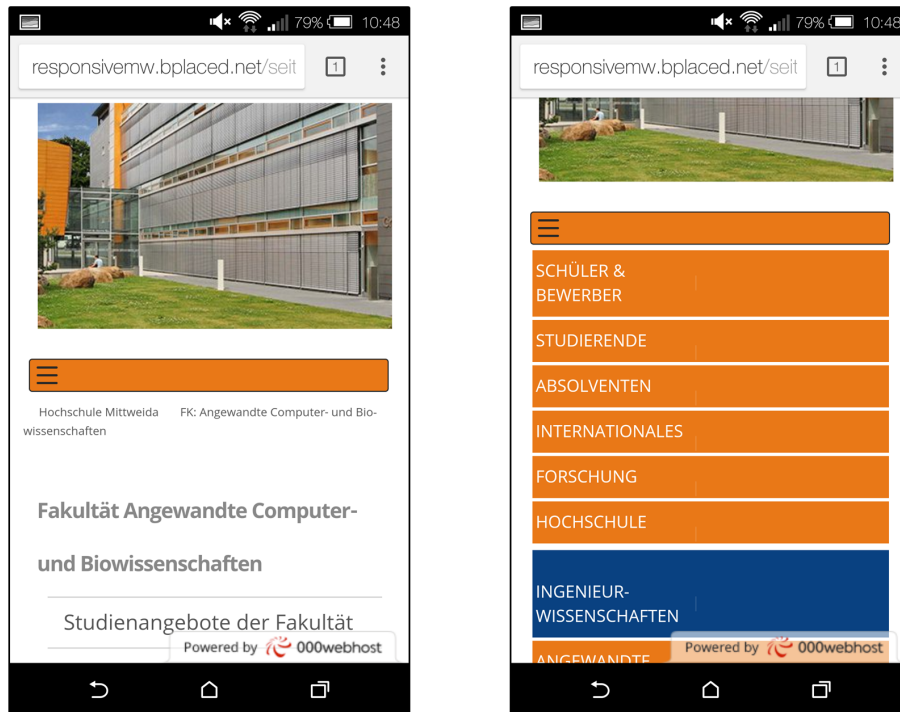 79% 10:48
responsivemw.bplaced.net/seit 1
Hochschule Mittweida FK: Angewandte Computer- und Bio-
wissenschaften
Fakultät Angewandte Computer-
und Biowissenschaften
Studienangebote der Fakultät
Powered by 000webhost
79% 10:48
responsivemw.bplaced.net/seit 1
SCHÜLER &
BEWERBER
STUDIERENDE
ABSOLVENTEN
INTERNATIONALES
FORSCHUNG
HOCHSCHULE
INGENIEUR-
WISSENSCHAFTEN
ANGEWANDTE
Powered by 000webhost